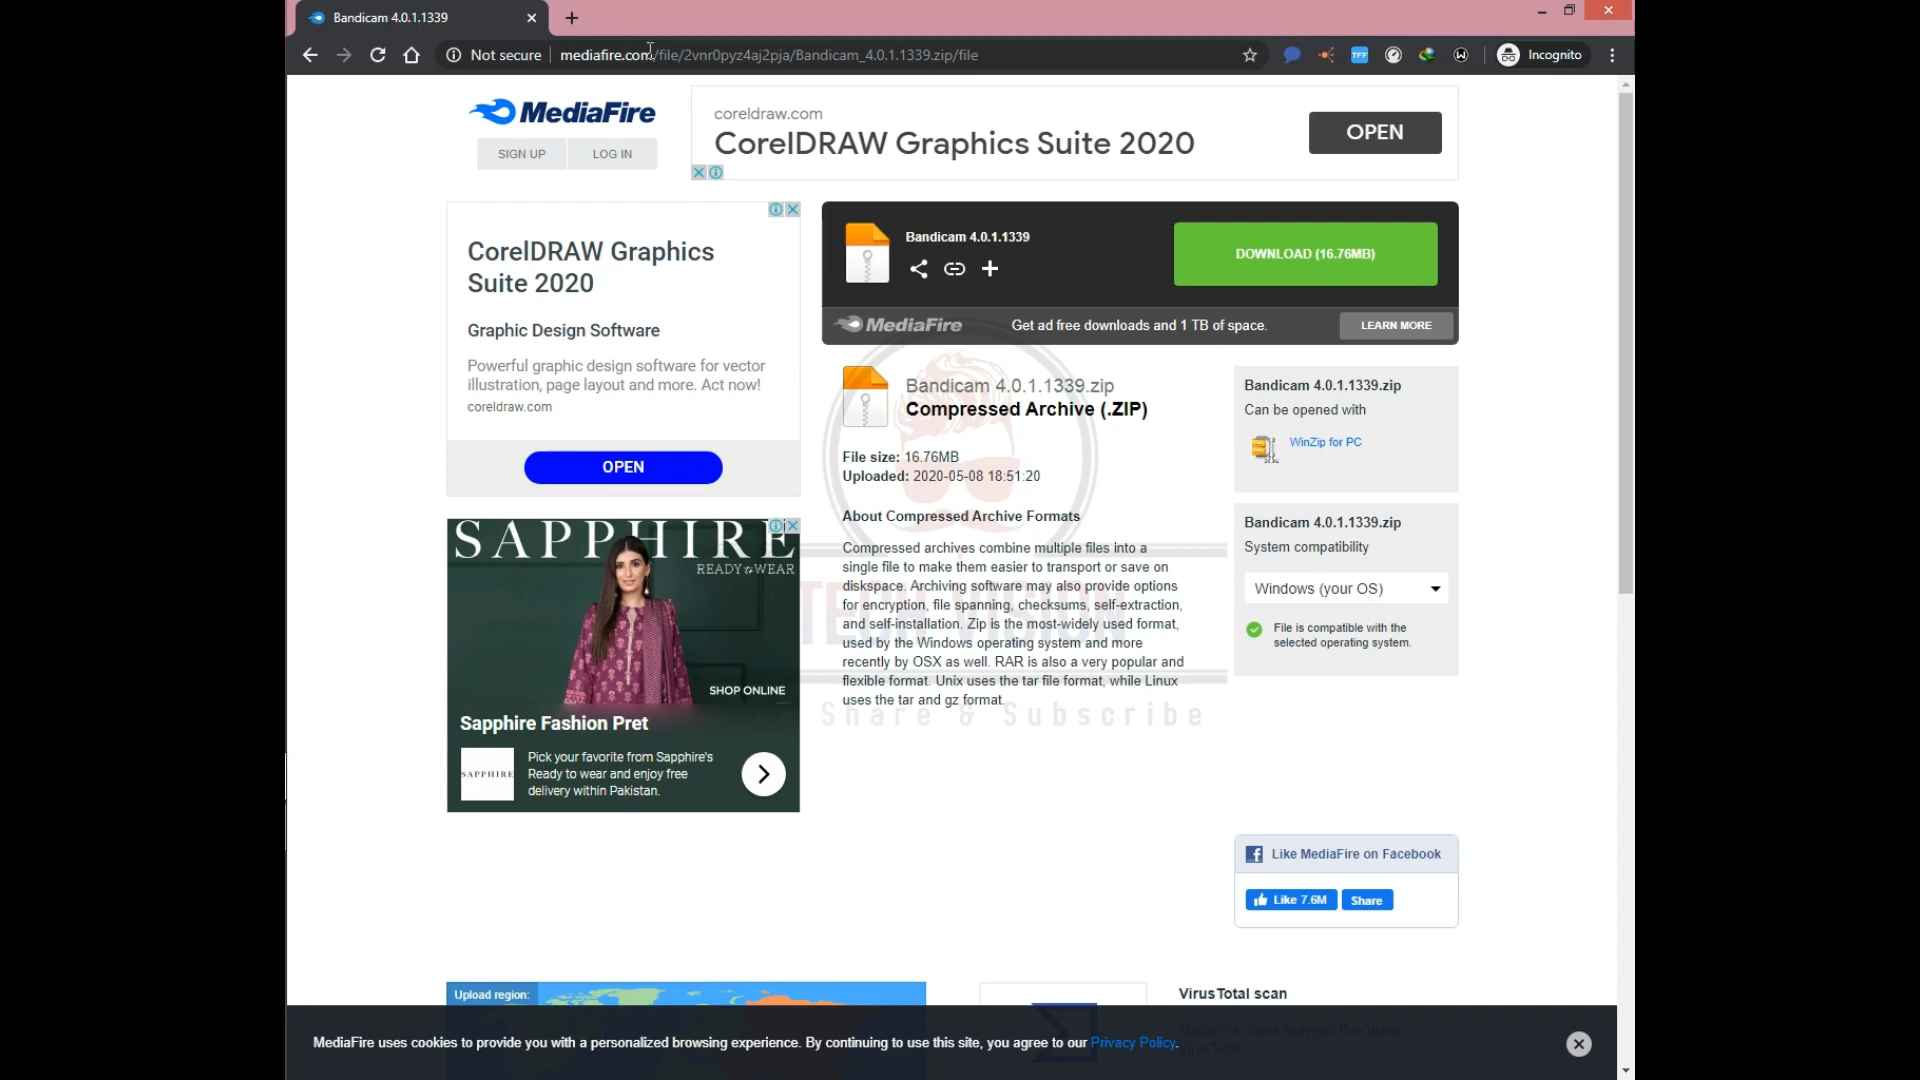 Bandicam 4.0.1.1339
Not secure
mediafire.com/file/2vnr0pyz4aj2pja/Bandicam_4.0.1.1339.zip/file
TFF
Incognito
MediaFire
SIGN UP
LOG IN
coreldraw.com
CorelDRAW Graphics Suite 2020
OPEN
CorelDRAW Graphics
Suite 2020
Graphic Design Software
Powerful graphic design software for vector
illustration, page layout and more. Act now!
coreldraw.com
OPEN
Bandicam 4.0.1.1339
DOWNLOAD (16.76MB)
MediaFire
Get ad free downloads and 1 TB of space.
LEARN MORE
Bandicam 4.0.1.1339.zip
Compressed Archive (.ZIP)
File size: 16.76MB
Uploaded: 2020-05-08 18:51:20
About Compressed Archive Formats
Compressed archives combine multiple files into a
single file to make them easier to transport or save on
diskspace. Archiving software may also provide options
for encryption, file spanning, checksums, self-extraction,
and self-installation. Zip is the most-widely used format,
used by the Windows operating system and more
recently by OSX as well. RAR is also a very popular and
flexible format. Unix uses the tar file format, while Linux
uses the tar and gz format.
TECH VISION
Share & Subscribe
Bandicam 4.0.1.1339.zip
Can be opened with
WinZip for PC
Bandicam 4.0.1.1339.zip
System compatibility
Windows (your OS)
File is compatible with the
selected operating system.
SAPPHIRE
READY to WEAR
SHOP ONLINE
Sapphire Fashion Pret
SAPPHIRE
Pick your favorite from Sapphire's
Ready to wear and enjoy free
delivery within Pakistan.
Like MediaFire on Facebook
Like 7.6M
Share
Upload region:
VirusTotal scan
MediaFire scans high-risk files using
VirusTotal
MediaFire uses cookies to provide you with a personalized browsing experience. By continuing to use this site, you agree to our Privacy Policy.